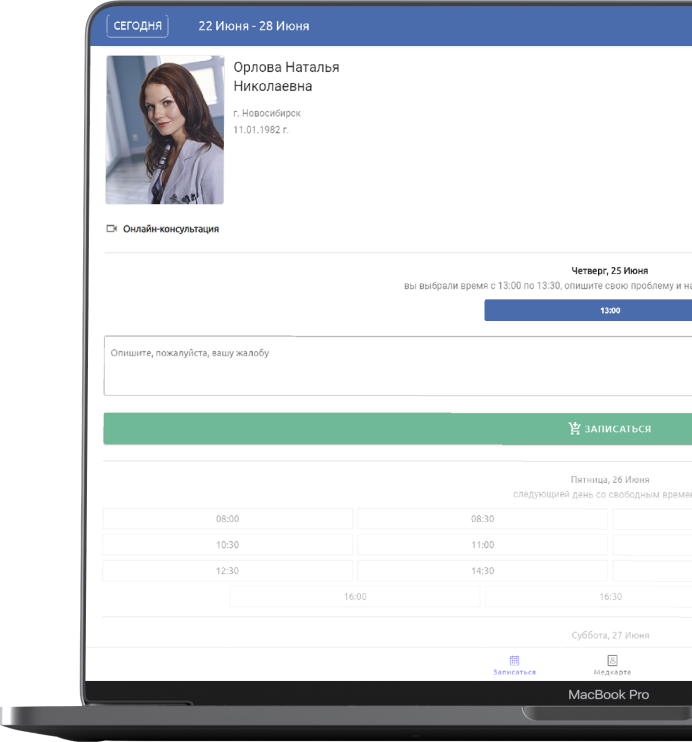 СЕГОДНЯ 22 Июня - 28 Июня
Орлова Наталья
Николаевна
г. Новосибирск
11.01.1982 г.
Онлайн-консультация
Четверг, 25 Июня
вы выбрали время с 13:00 по 13:30, опишите свою проблему и
13:00
Опишите, пожалуйста, вашу жалобу
ЗАПИСАТЬСЯ
Пятница, 26 Июня
следующией день со свободным
08:00 08:30
10:30 11:00
12:30 14:30
16:00 16:30
Суббота, 27 Июня
Записаться Медкарта
MacBook Pro